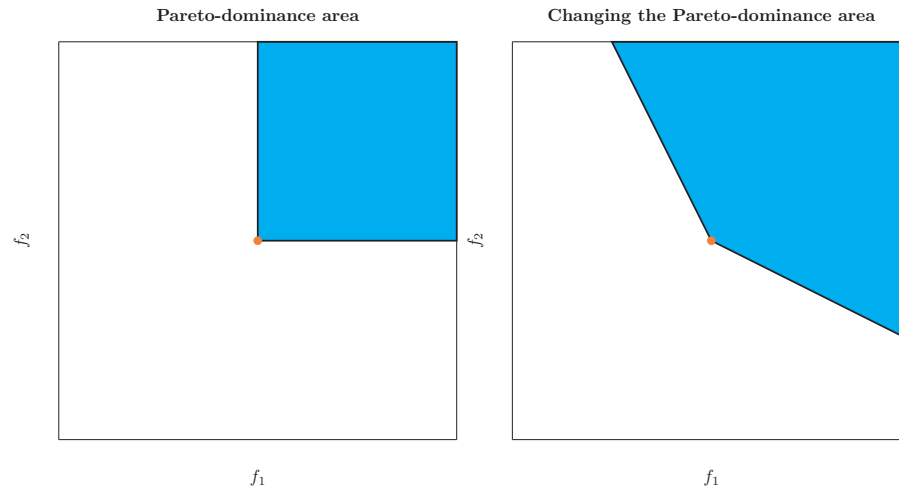 Pareto-dominance area
Changing the Pareto-dominance area
f₂
f₂
f₁
f₁